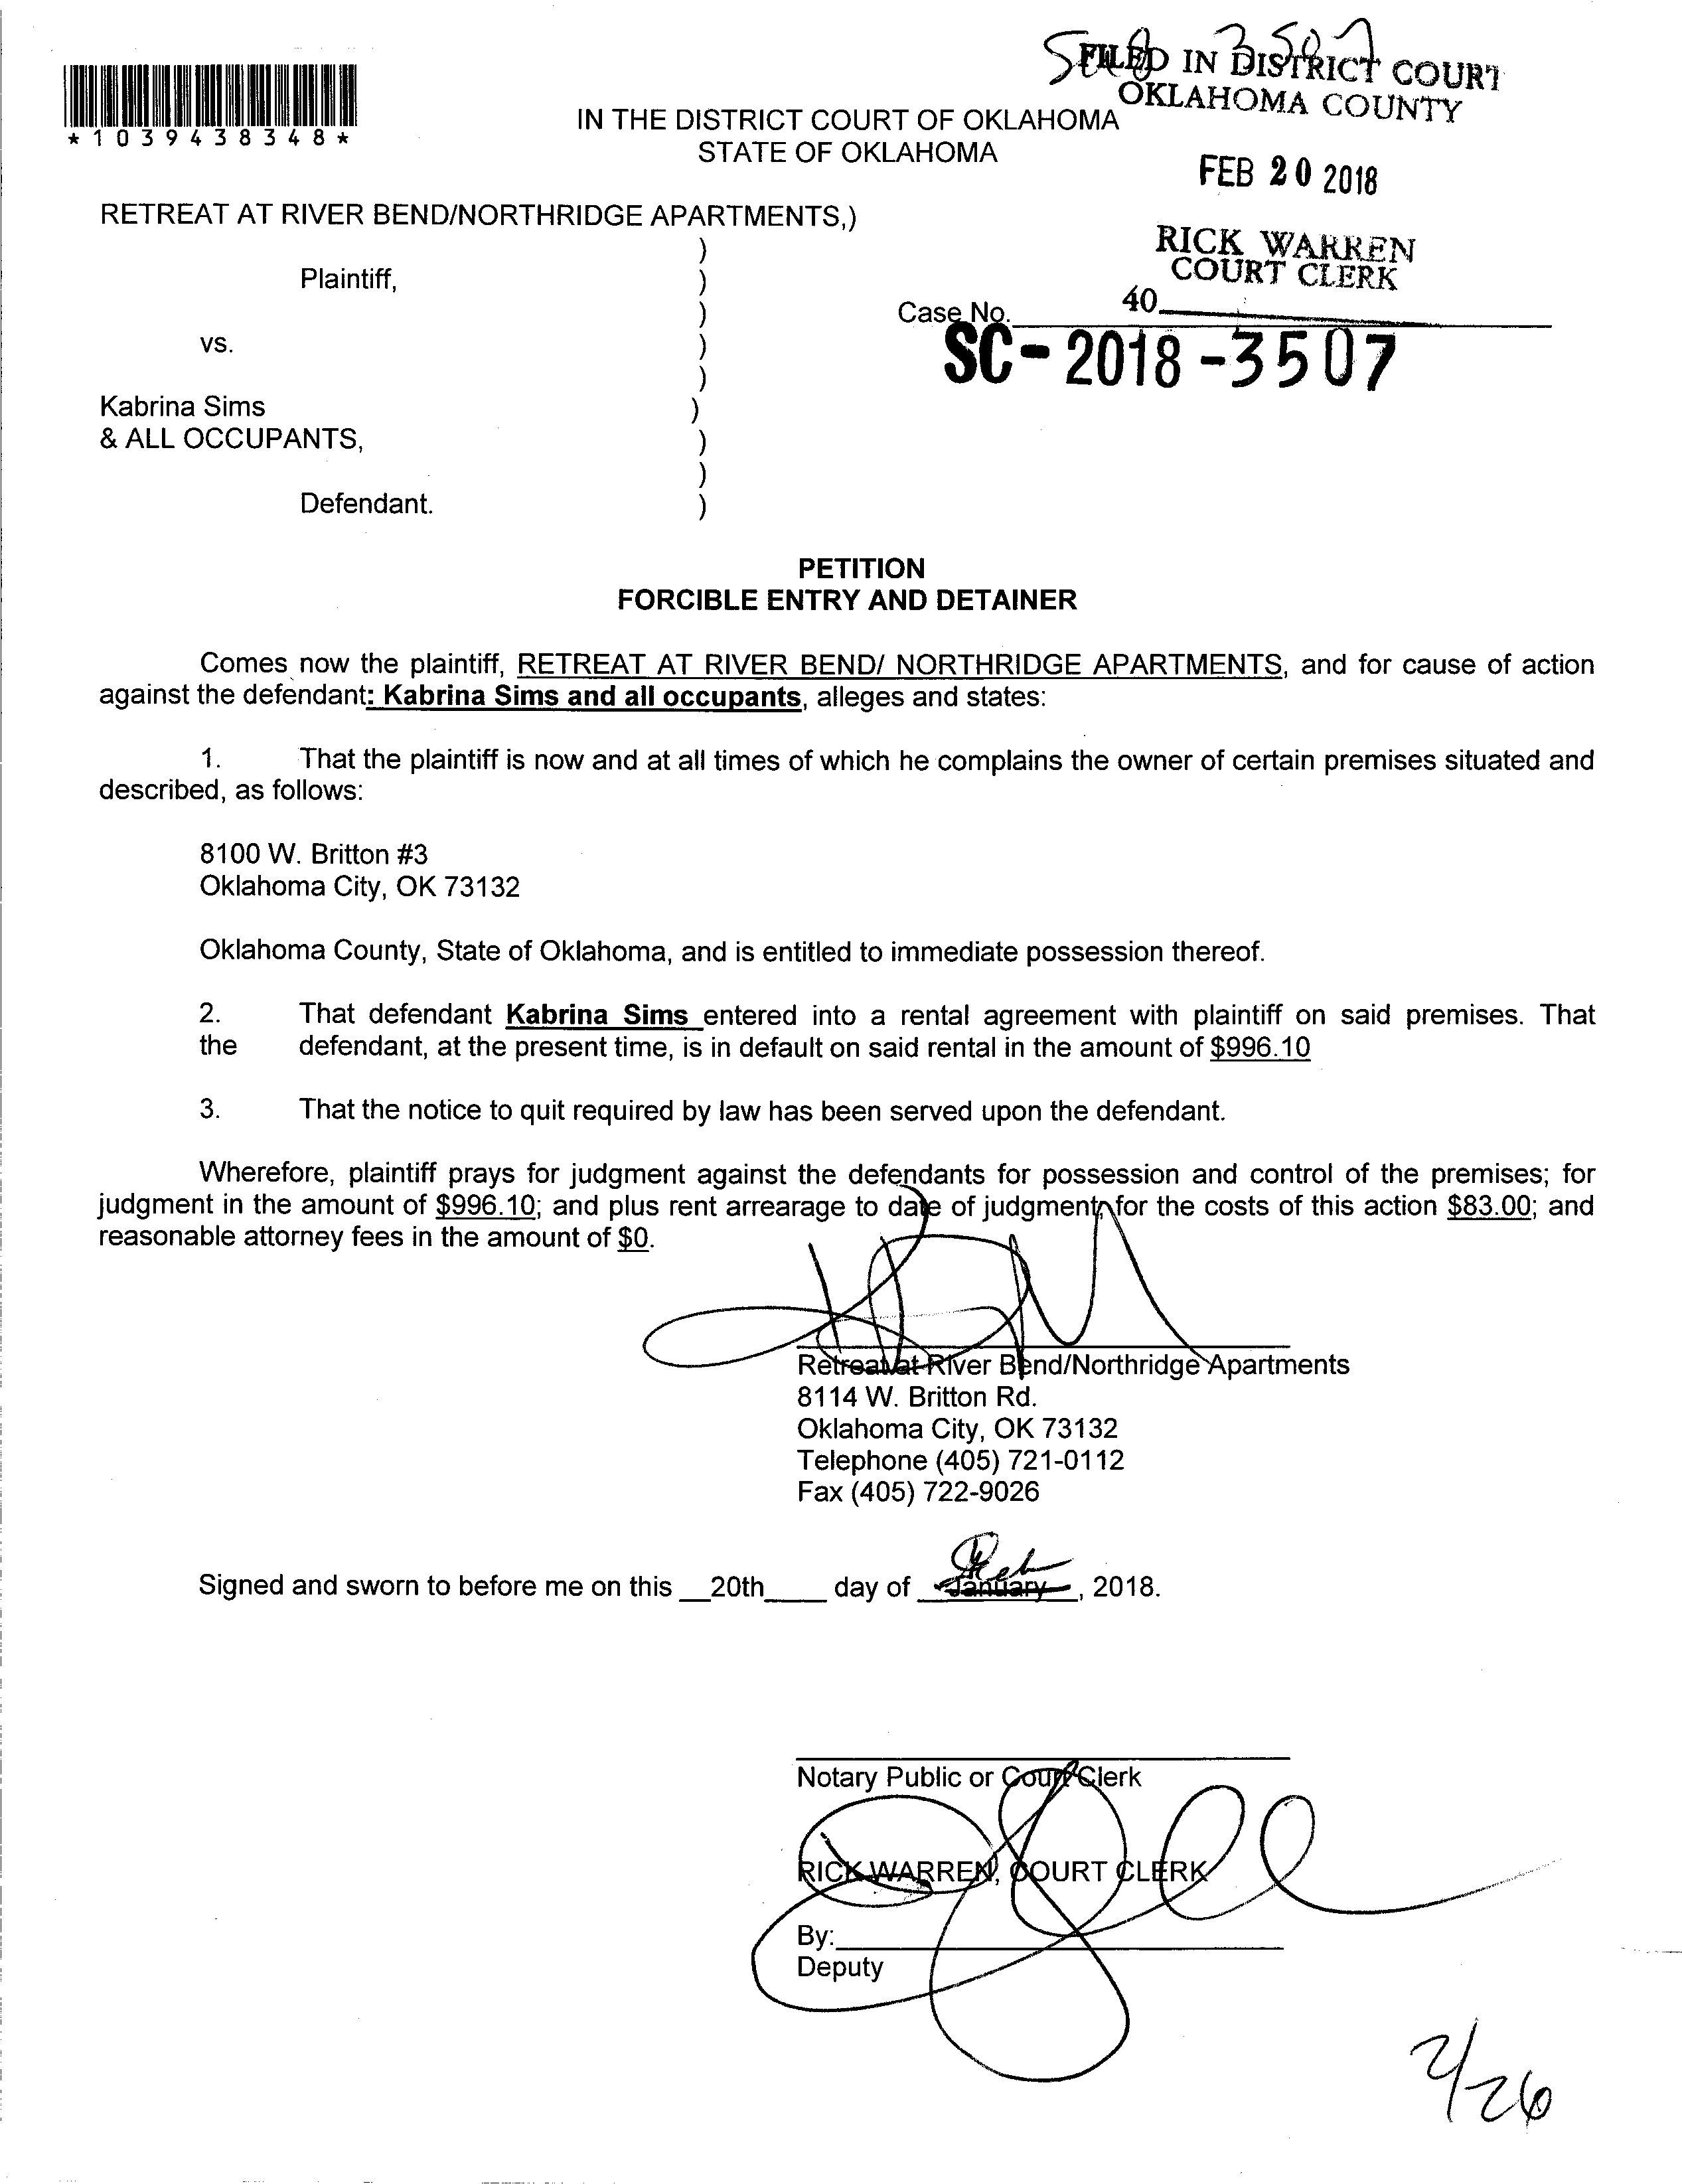 FILED IN DISTRICT COURT
OKLAHOMA COUNTY
*1039438348*
IN THE DISTRICT COURT OF OKLAHOMA
STATE OF OKLAHOMA
FEB 20 2018
RETREAT AT RIVER BEND/NORTHRIDGE APARTMENTS,)
)
RICK WARREN
COURT CLERK
Plaintiff, )
40
) Case No.
SC-2018-3507
vs. )
)
Kabrina Sims )
& ALL OCCUPANTS, )
)
Defendant. )
PETITION
FORCIBLE ENTRY AND DETAINER
Comes now the plaintiff, RETREAT AT RIVER BEND/ NORTHRIDGE APARTMENTS, and for cause of action
against the defendant: Kabrina Sims and all occupants, alleges and states:
1. That the plaintiff is now and at all times of which he complains the owner of certain premises situated and
described, as follows:
8100 W. Britton #3
Oklahoma City, OK 73132
Oklahoma County, State of Oklahoma, and is entitled to immediate possession thereof.
2. That defendant Kabrina Sims entered into a rental agreement with plaintiff on said premises. That
the defendant, at the present time, is in default on said rental in the amount of $996.10
3. That the notice to quit required by law has been served upon the defendant.
Wherefore, plaintiff prays for judgment against the defendants for possession and control of the premises; for
judgment in the amount of $996.10; and plus rent arrearage to date of judgment, for the costs of this action $83.00; and
reasonable attorney fees in the amount of $0.
Retreat at River Bend/Northridge Apartments
8114 W. Britton Rd.
Oklahoma City, OK 73132
Telephone (405) 721-0112
Fax (405) 722-9026
Feb
Signed and sworn to before me on this __20th____ day of January, 2018.
Notary Public or Court Clerk
RICK WARREN, COURT CLERK
By:
Deputy
2/26